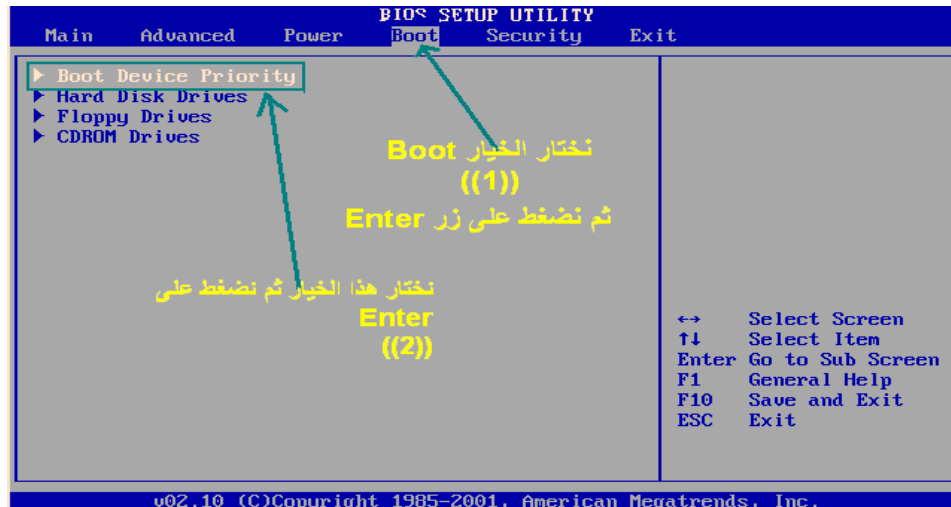 BIOS SETUP UTILITY
Main Advanced Power Boot Security Exit
Boot Device Priority
Hard Disk Drives
Floppy Drives
CDROM Drives
نختار الخيار Boot
((1))
ثم نضغط على زر Enter
نختار هذا الخيار ثم نضغط على
Enter
((2))
←→ Select Screen
↑↓ Select Item
Enter Go to Sub Screen
F1 General Help
F10 Save and Exit
ESC Exit
v02.10 (C)Copyright 1985-2001, American Megatrends, Inc.